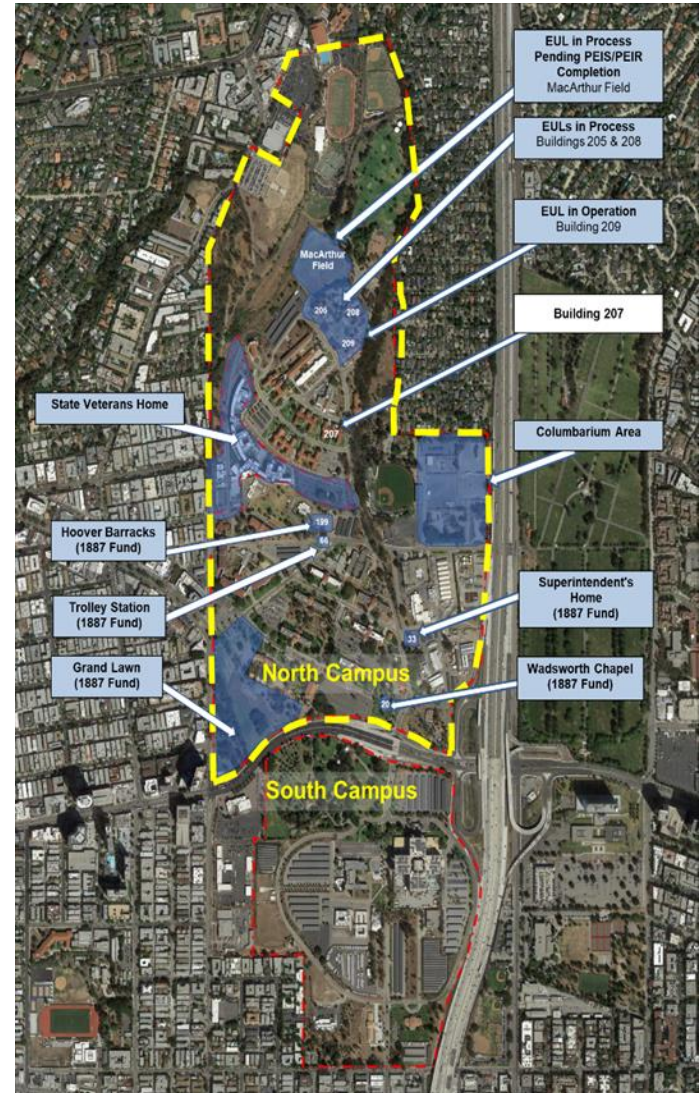 EUL in Process
Pending PEIS/PEIR
Completion
MacArthur Field
EULs in Process
Buildings 205 & 208
EUL in Operation
Building 209
MacArthur
Field
205
208
209
Building 207
207
State Veterans Home
Columbarium Area
Hoover Barracks
(1887 Fund)
199
66
Trolley Station
(1887 Fund)
Superintendent's
Home
(1887 Fund)
33
Grand Lawn
(1887 Fund)
North Campus
Wadsworth Chapel
(1887 Fund)
20
South Campus